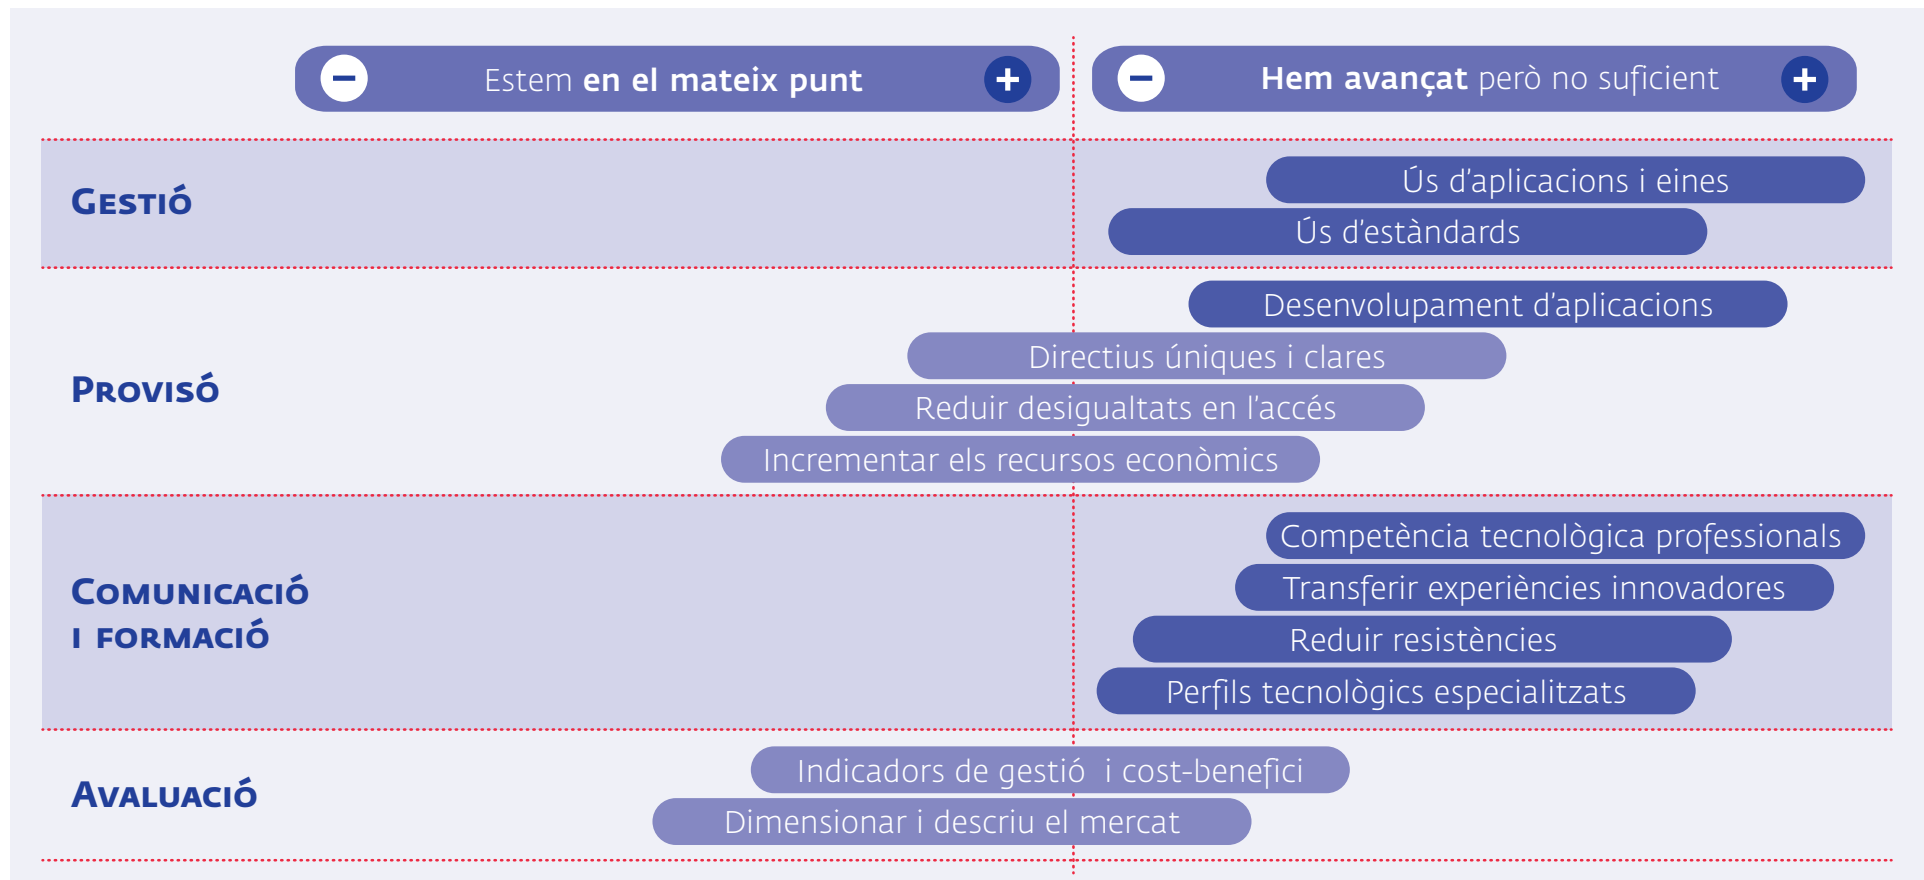 − Estem en el mateix punt +
− Hem avançat però no suficient +
Gestió
Ús d'aplicacions i eines
Ús d'estàndards
Provisó
Desenvolupament d'aplicacions
Directius úniques i clares
Reduir desigualtats en l'accés
Incrementar els recursos econòmics
Comunicació
i formació
Competència tecnològica professionals
Transferir experiències innovadores
Reduir resistències
Perfils tecnològics especialitzats
Avaluació
Indicadors de gestió i cost-benefici
Dimensionar i descriu el mercat